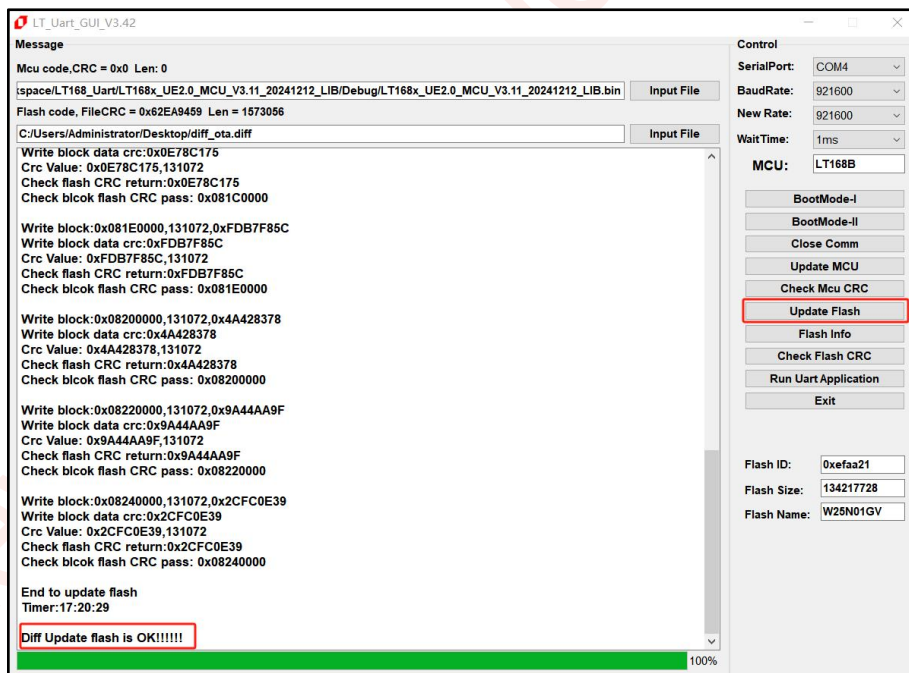 LT_Uart_GUI_V3.42
Message
Mcu code,CRC = 0x0 Len: 0
:space/LT168_Uart/LT168x_UE2.0_MCU_V3.11_20241212_LIB/Debug/LT168x_UE2.0_MCU_V3.11_20241212_LIB.bin
Input File
Flash code, FileCRC = 0x62EA9459 Len = 1573056
C:/Users/Administrator/Desktop/diff_ota.diff
Input File
Write block data crc:0x0E78C175
Crc Value: 0x0E78C175,131072
Check flash CRC return:0x0E78C175
Check blcok flash CRC pass: 0x081C0000
Write block:0x081E0000,131072,0xFDB7F85C
Write block data crc:0xFDB7F85C
Crc Value: 0xFDB7F85C,131072
Check flash CRC return:0xFDB7F85C
Check blcok flash CRC pass: 0x081E0000
Write block:0x08200000,131072,0x4A428378
Write block data crc:0x4A428378
Crc Value: 0x4A428378,131072
Check flash CRC return:0x4A428378
Check blcok flash CRC pass: 0x08200000
Write block:0x08220000,131072,0x9A44AA9F
Write block data crc:0x9A44AA9F
Crc Value: 0x9A44AA9F,131072
Check flash CRC return:0x9A44AA9F
Check blcok flash CRC pass: 0x08220000
Write block:0x08240000,131072,0x2CFC0E39
Write block data crc:0x2CFC0E39
Crc Value: 0x2CFC0E39,131072
Check flash CRC return:0x2CFC0E39
Check blcok flash CRC pass: 0x08240000
End to update flash
Timer:17:20:29
Diff Update flash is OK!!!!!!
100%
Control
SerialPort: COM4
BaudRate: 921600
New Rate: 921600
WaitTime: 1ms
MCU: LT168B
BootMode-I
BootMode-II
Close Comm
Update MCU
Check Mcu CRC
Update Flash
Flash Info
Check Flash CRC
Run Uart Application
Exit
Flash ID: 0xefaa21
Flash Size: 134217728
Flash Name: W25N01GV